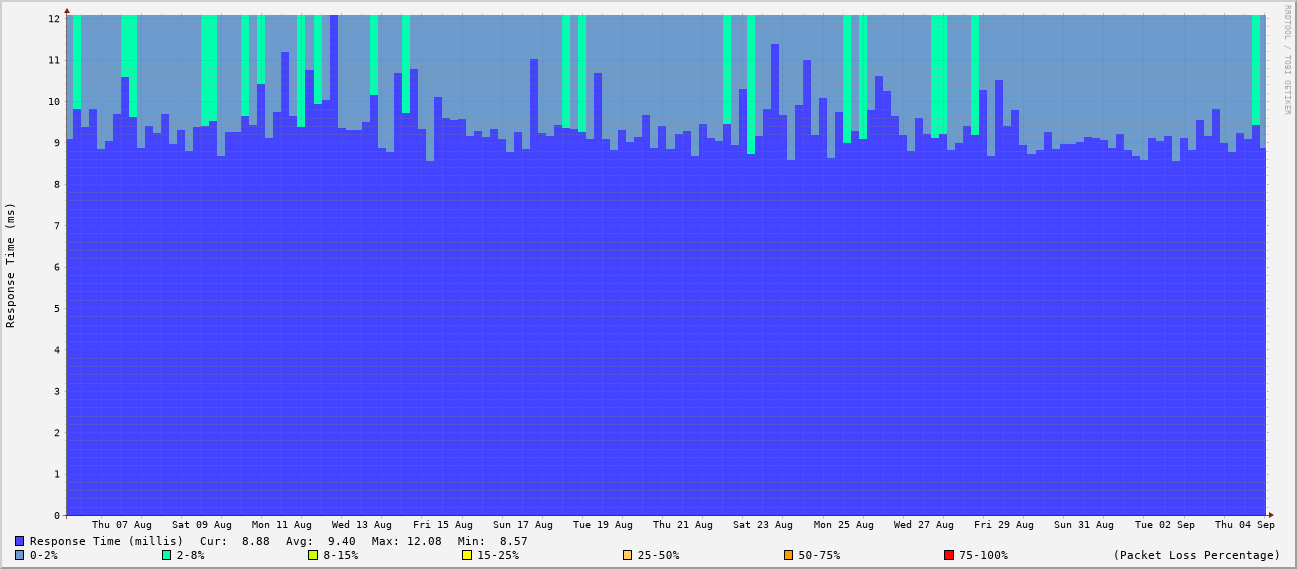 RRDTOOL / TOBI OETIKER
Response Time (ms)
12
11
10
9
8
7
6
5
4
3
2
1
0
Thu 07 Aug Sat 09 Aug Mon 11 Aug Wed 13 Aug Fri 15 Aug Sun 17 Aug Tue 19 Aug Thu 21 Aug Sat 23 Aug Mon 25 Aug Wed 27 Aug Fri 29 Aug Sun 31 Aug Tue 02 Sep Thu 04 Sep
Response Time (millis) Cur: 8.88 Avg: 9.40 Max: 12.08 Min: 8.57
0-2% 2-8% 8-15% 15-25% 25-50% 50-75% 75-100% (Packet Loss Percentage)